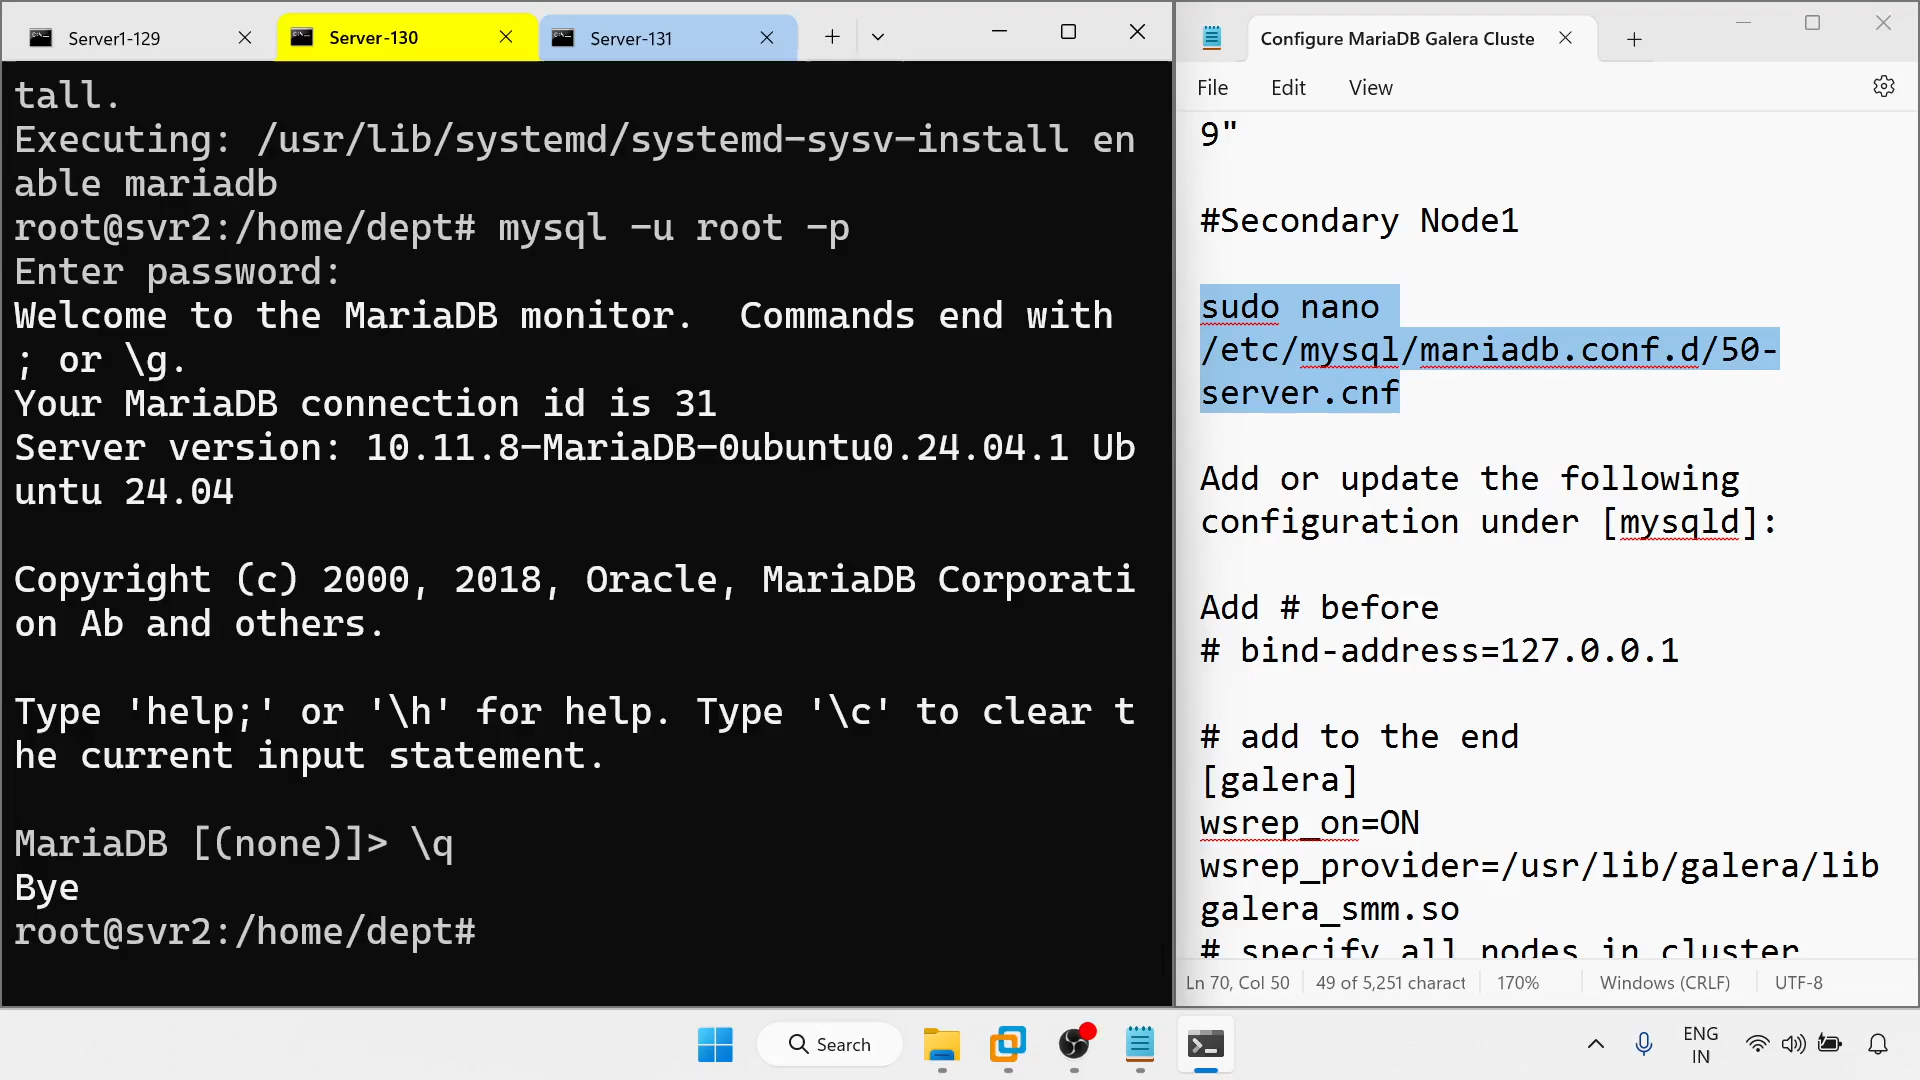 Server1-129
Server-130
Server-131
tall.
Executing: /usr/lib/systemd/systemd-sysv-install en
able mariadb
root@svr2:/home/dept# mysql -u root -p
Enter password:
Welcome to the MariaDB monitor.  Commands end with
; or \g.
Your MariaDB connection id is 31
Server version: 10.11.8-MariaDB-0ubuntu0.24.04.1 Ub
untu 24.04
Copyright (c) 2000, 2018, Oracle, MariaDB Corporati
on Ab and others.
Type 'help;' or '\h' for help. Type '\c' to clear t
he current input statement.
MariaDB [(none)]> \q
Bye
root@svr2:/home/dept#
Configure MariaDB Galera Cluste
File Edit View
9"
#Secondary Node1
sudo nano
/etc/mysql/mariadb.conf.d/50-
server.cnf
Add or update the following
configuration under [mysqld]:
Add # before
# bind-address=127.0.0.1
# add to the end
[galera]
wsrep_on=ON
wsrep_provider=/usr/lib/galera/lib
galera_smm.so
# specify all nodes in cluster
Ln 70, Col 50 49 of 5,251 charact 170% Windows (CRLF) UTF-8
Search
ENG
IN